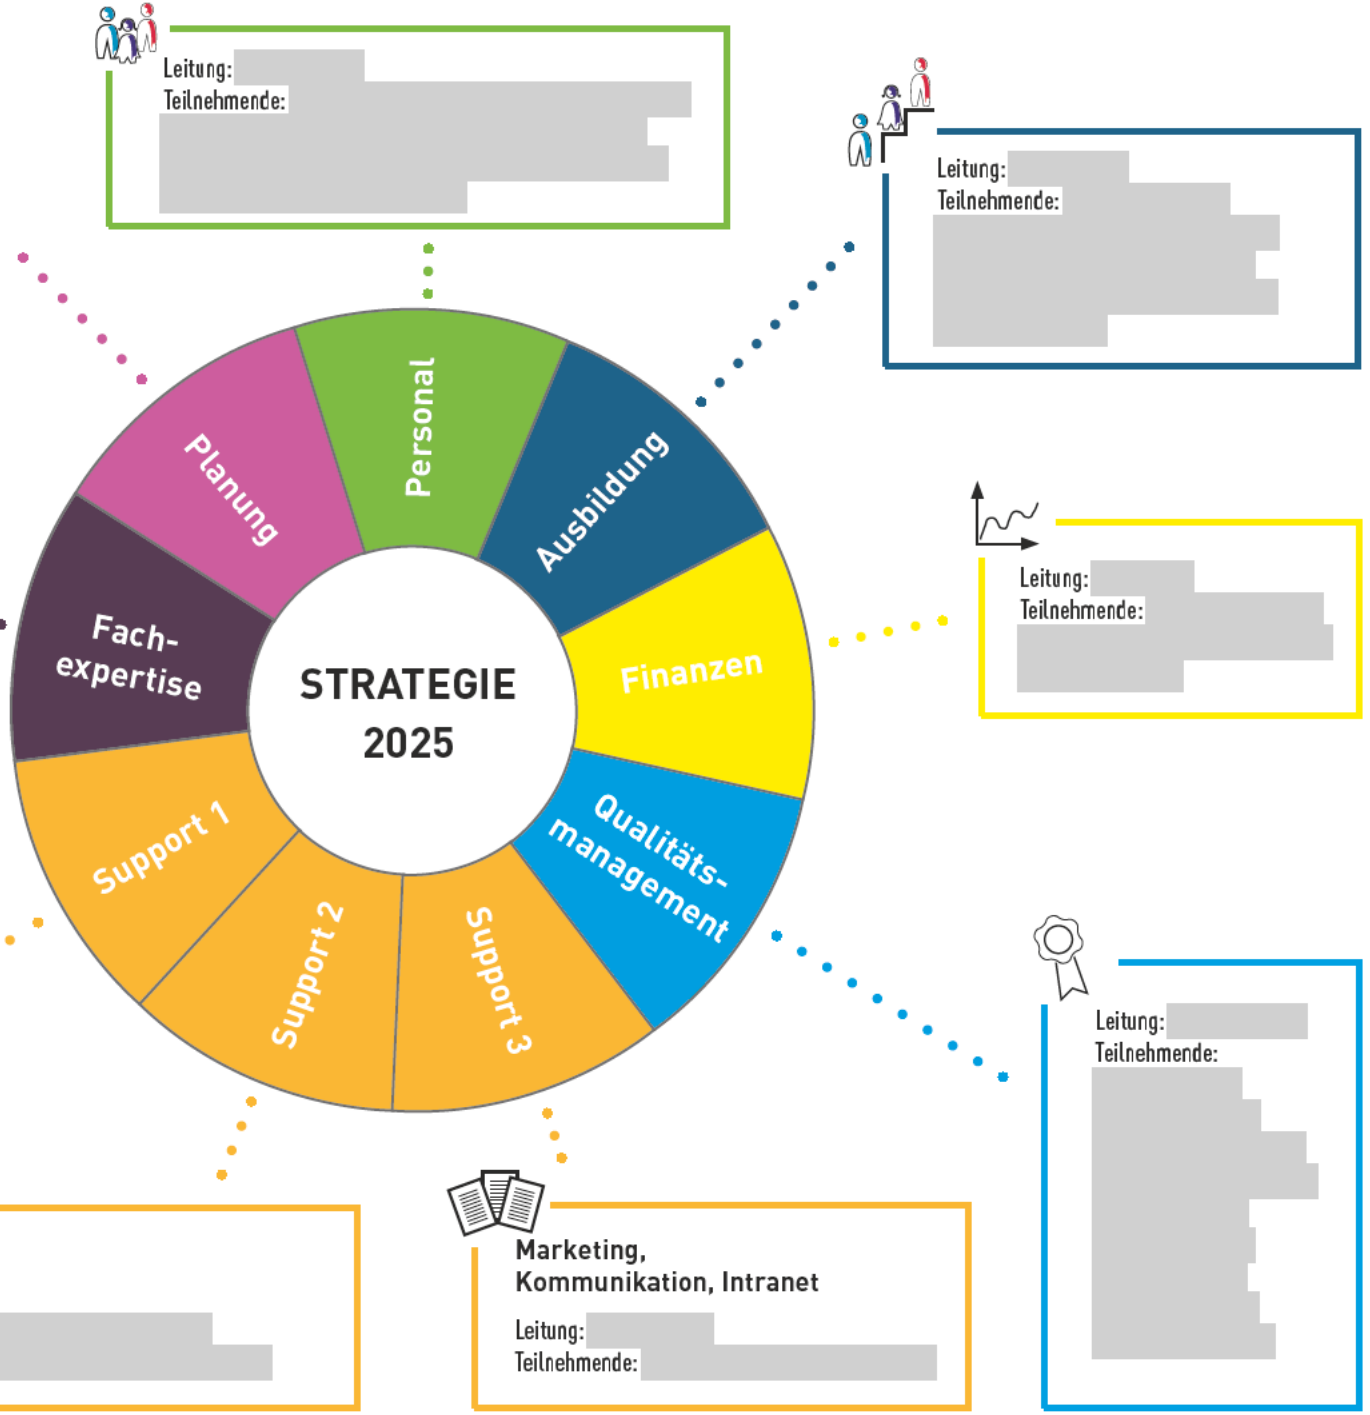 Leitung:
Teilnehmende:
Leitung:
Teilnehmende:
Personal
Planung
Ausbildung
Leitung:
Teilnehmende:
Fach-
expertise
Finanzen
STRATEGIE
2025
Support 1
Qualitäts-
management
Support 2
Support 3
Leitung:
Teilnehmende:
Marketing,
Kommunikation, Intranet
Leitung:
Teilnehmende: